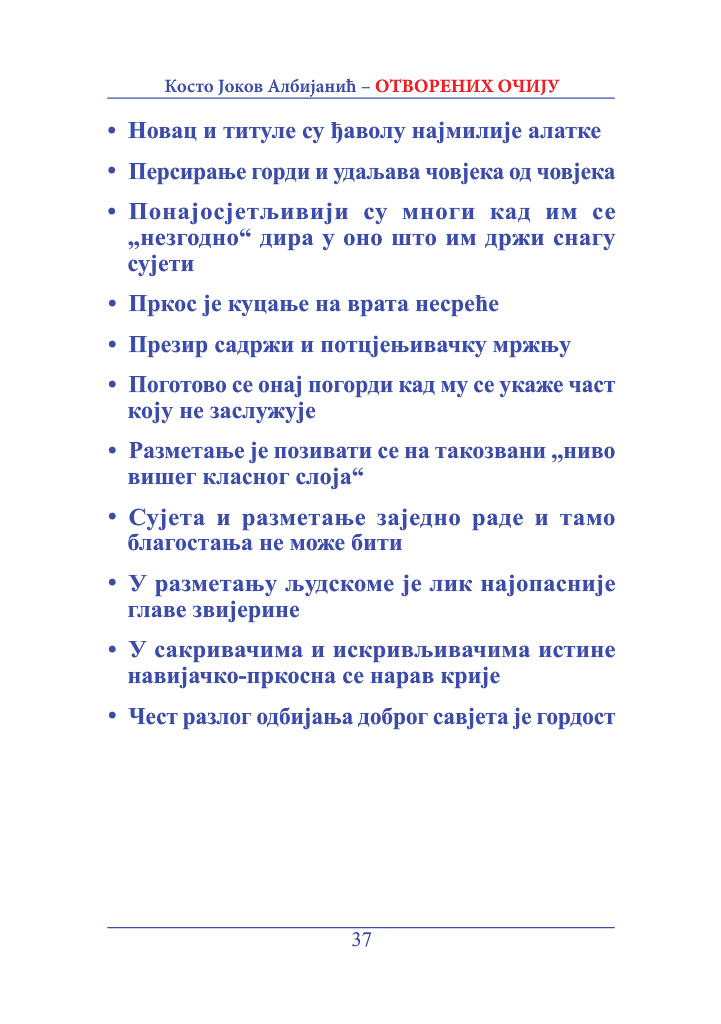 Косто Јоков Албијанић – ОТВОРЕНИХ ОЧИЈУ
• Новац и титуле су ђаволу најмилије алатке
• Персирање горди и удаљава човјека од човјека
• Понајосјетљивији су многи кад им се
„незгодно“ дира у оно што им држи снагу
сујети
• Пркос је куцање на врата несреће
• Презир садржи и потцјењивачку мржњу
• Поготово се онај погорди кад му се укаже част
коју не заслужује
• Разметање је позивати се на такозвани „ниво
вишег класног слоја“
• Сујета и разметање заједно раде и тамо
благостања не може бити
• У разметању људскоме је лик најопасније
главе звијерине
• У сакривачима и искривљивачима истине
навијачко-пркосна се нарав крије
• Чест разлог одбијања доброг савјета је гордост
37